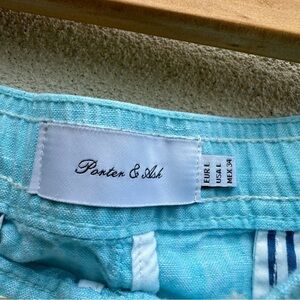 Porter & Ash
EUR L
USA L
MEX 34